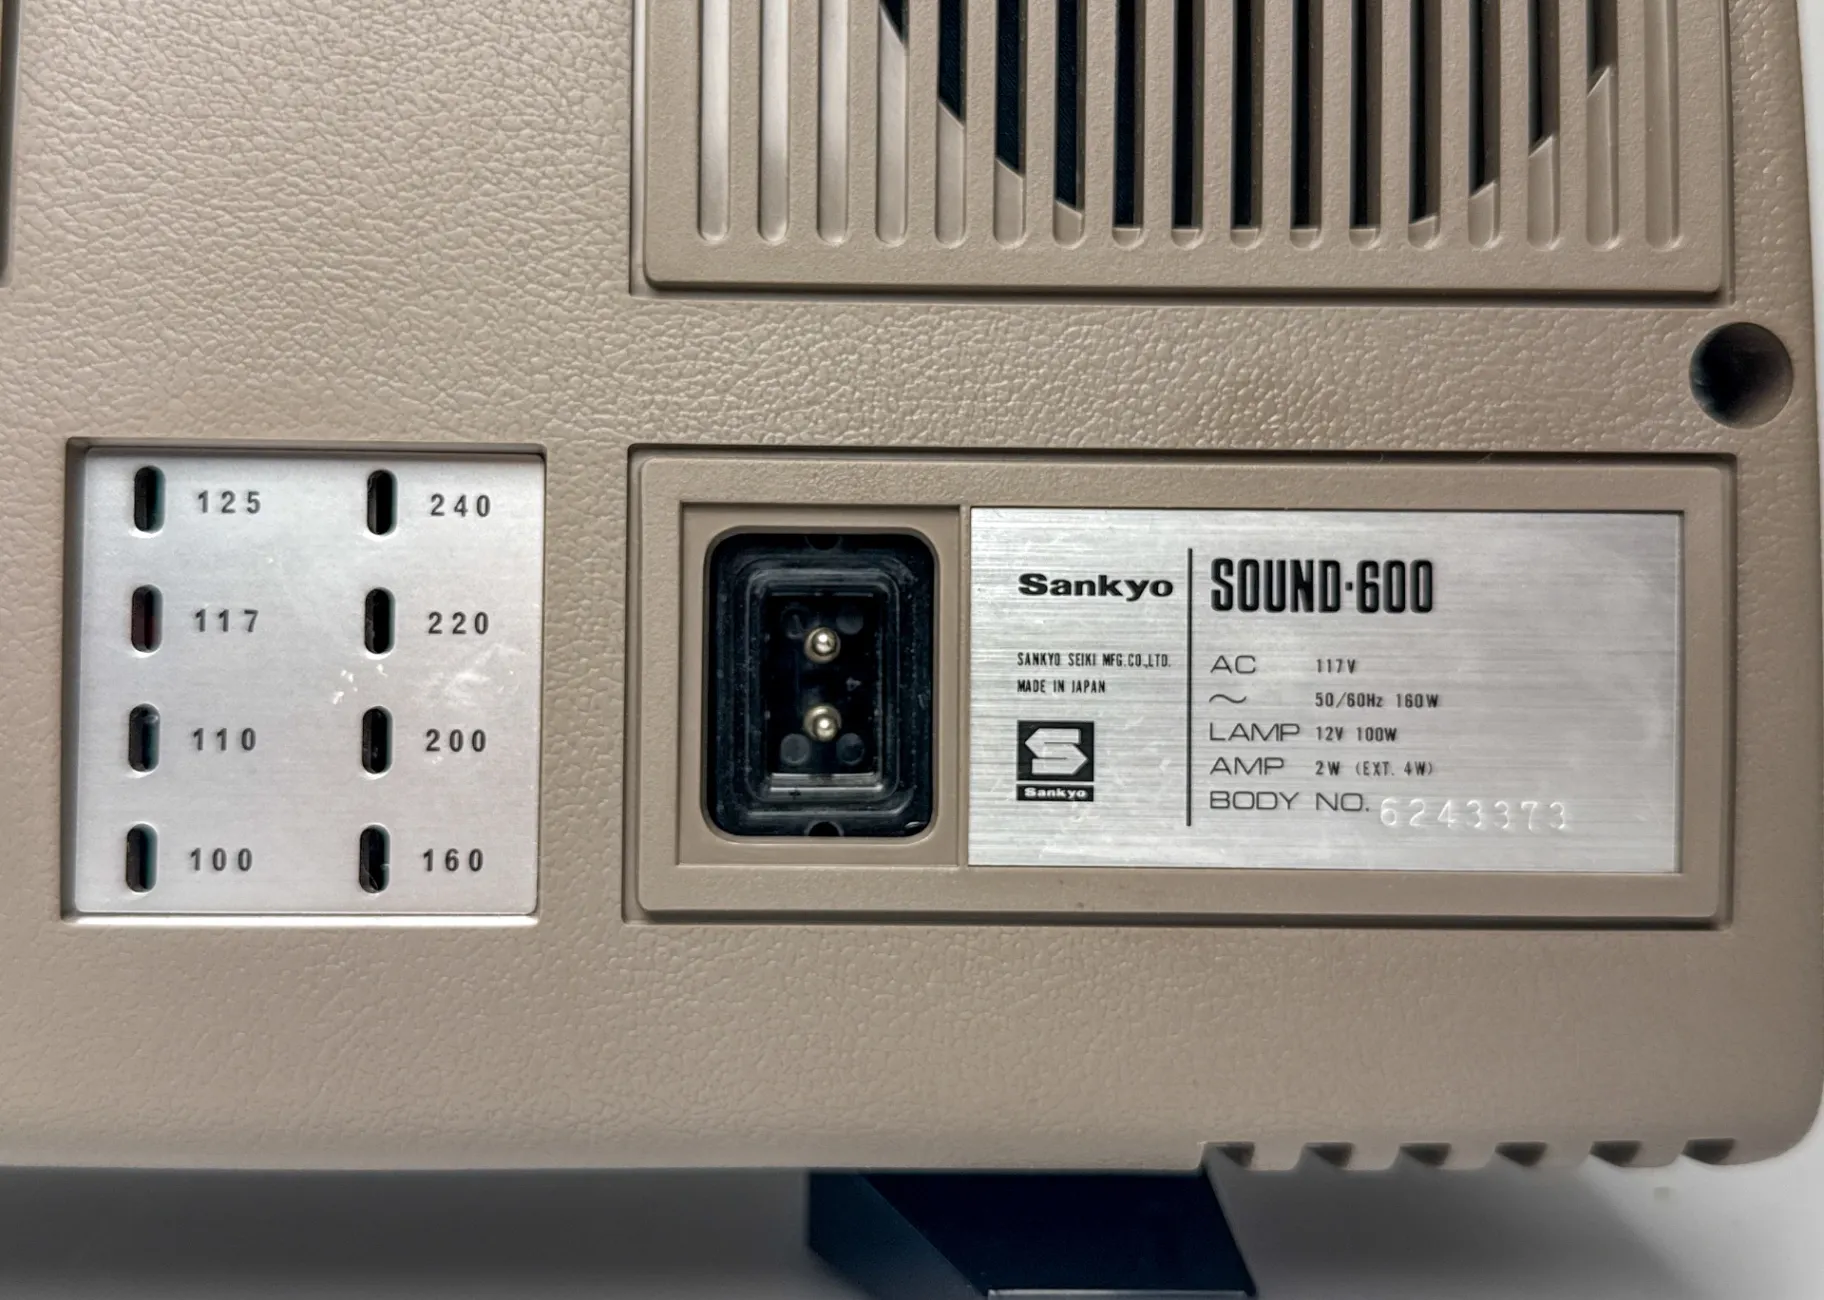 125 240
117 220
110 200
100 160
Sankyo
SANKYO SEIKI MFG.CO.,LTD.
MADE IN JAPAN
S
Sankyo
SOUND·600
AC 117V
~ 50/60Hz 160W
LAMP 12V 100W
AMP 2W (EXT. 4W)
BODY NO. 6243373